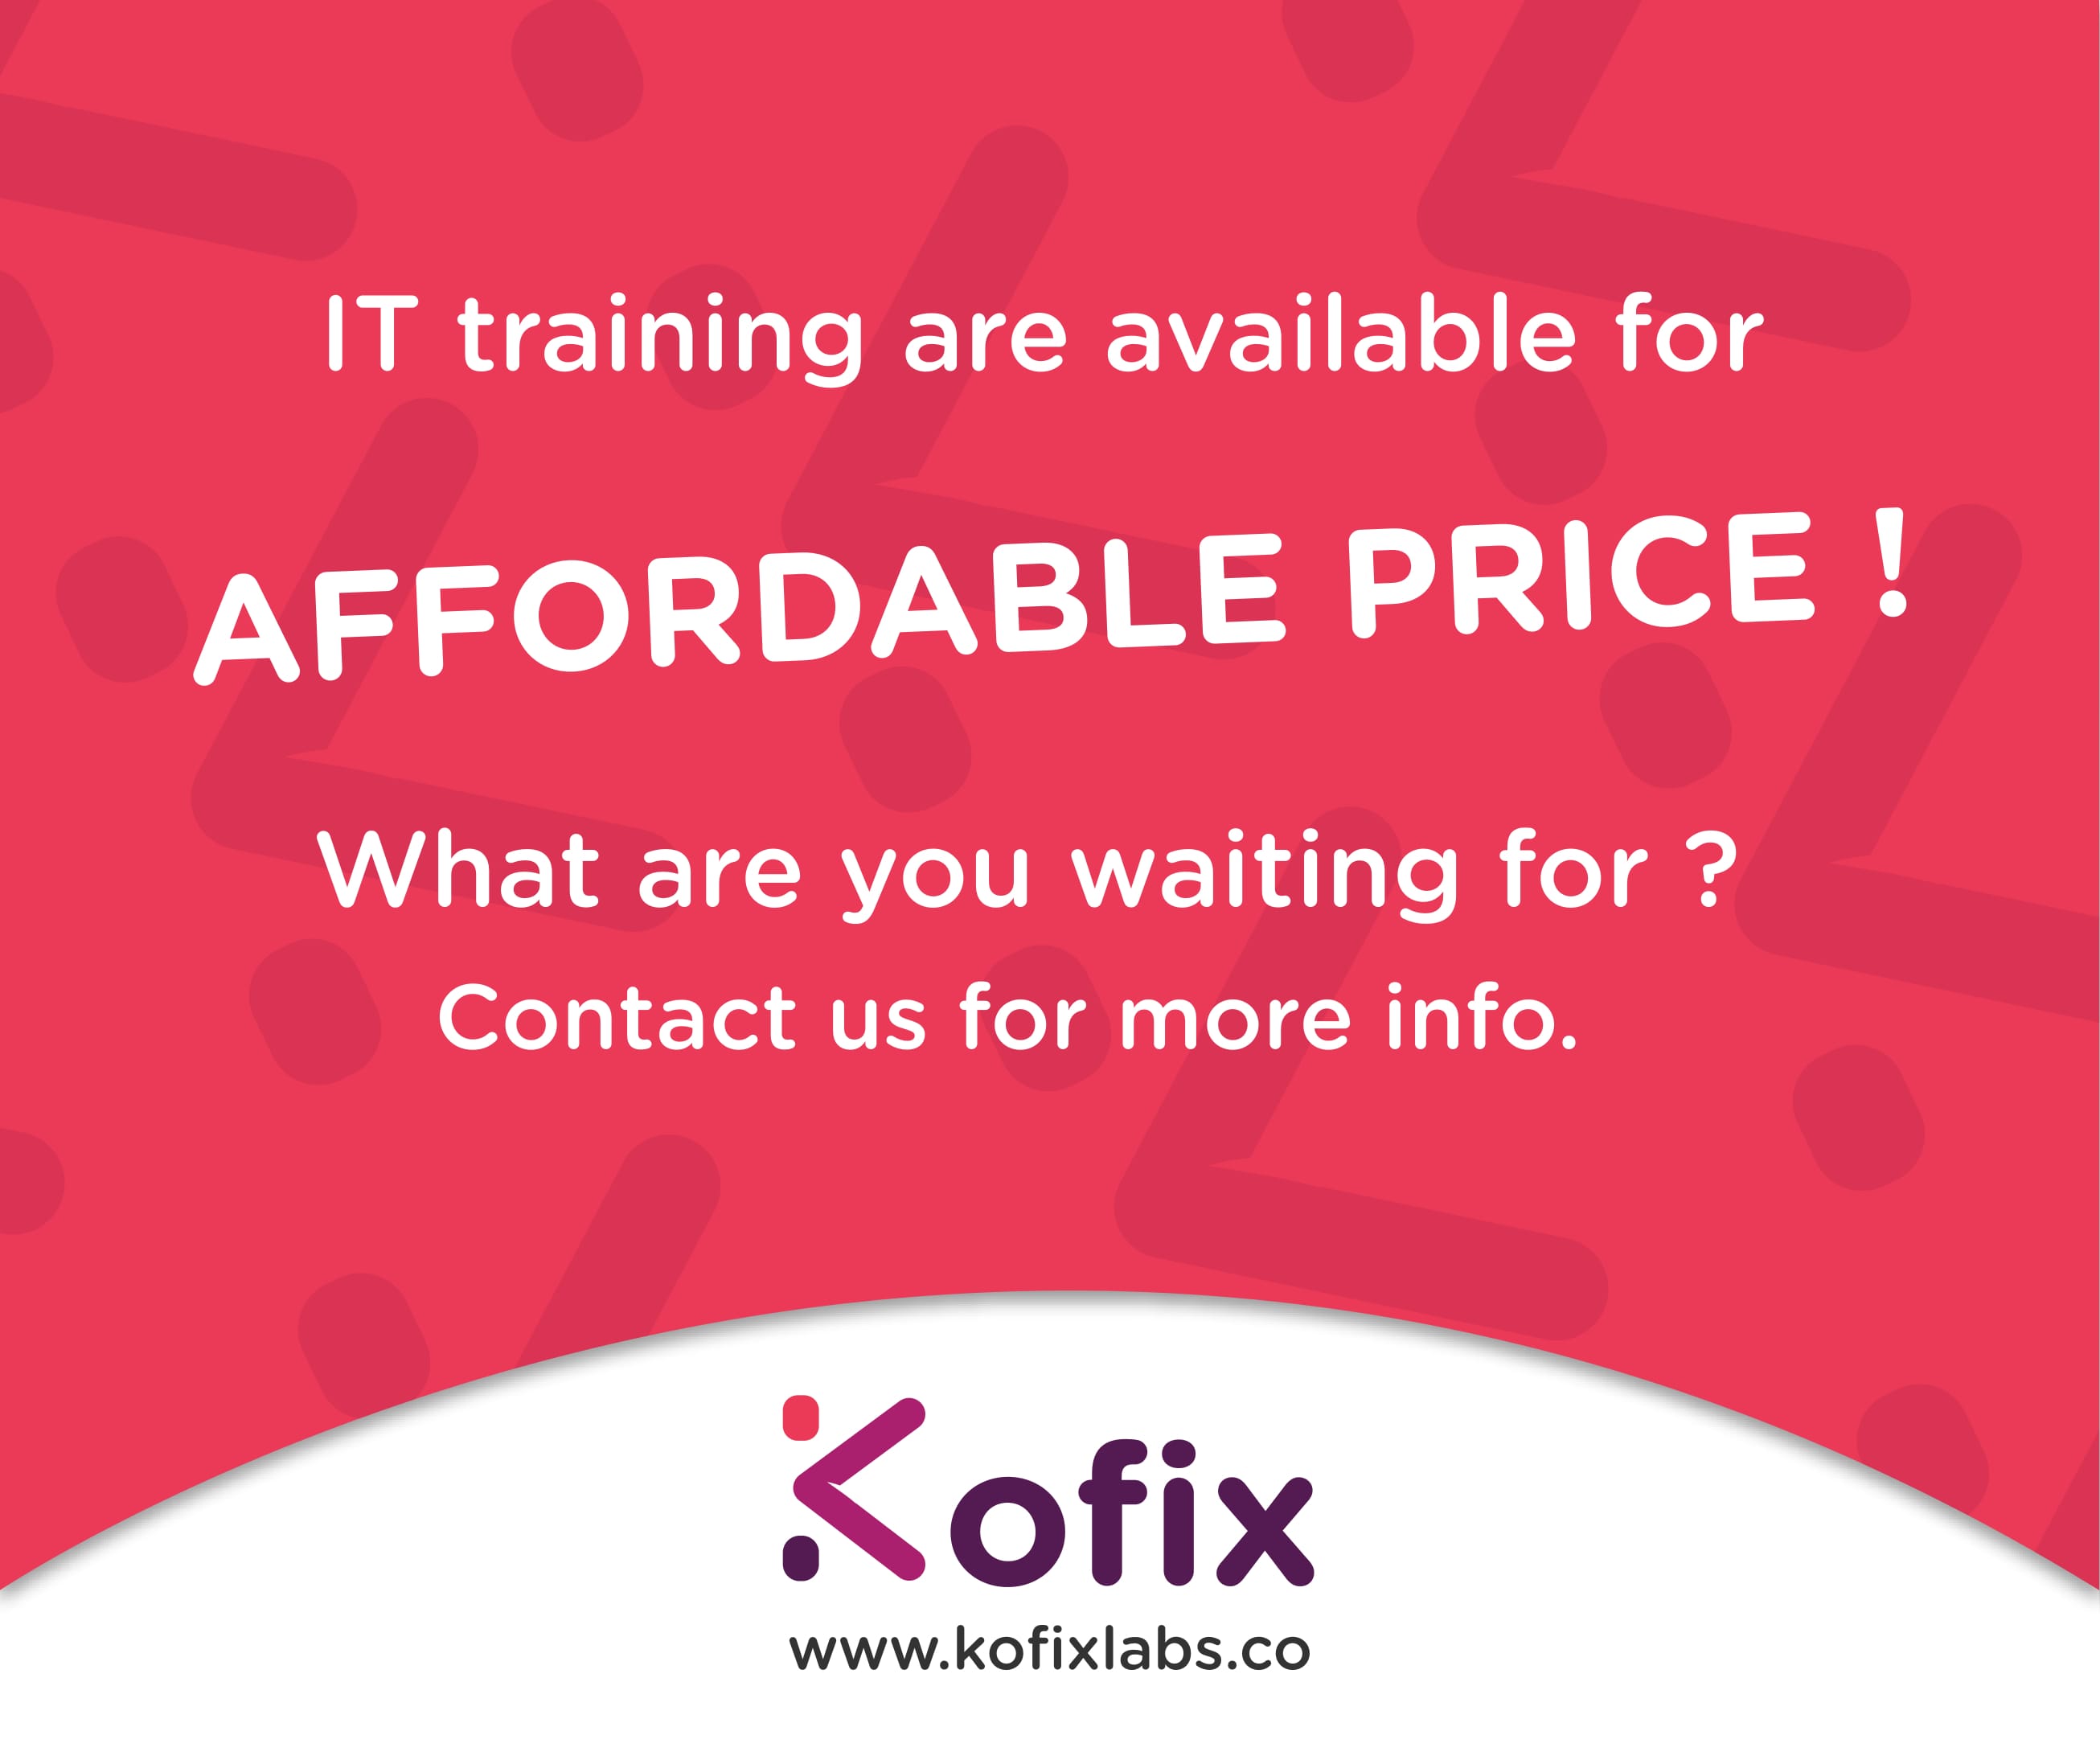 IT training are available for
AFFORDABLE PRICE !
What are you waiting for ?
Contact us for more info.
Kofix
www.kofixlabs.co